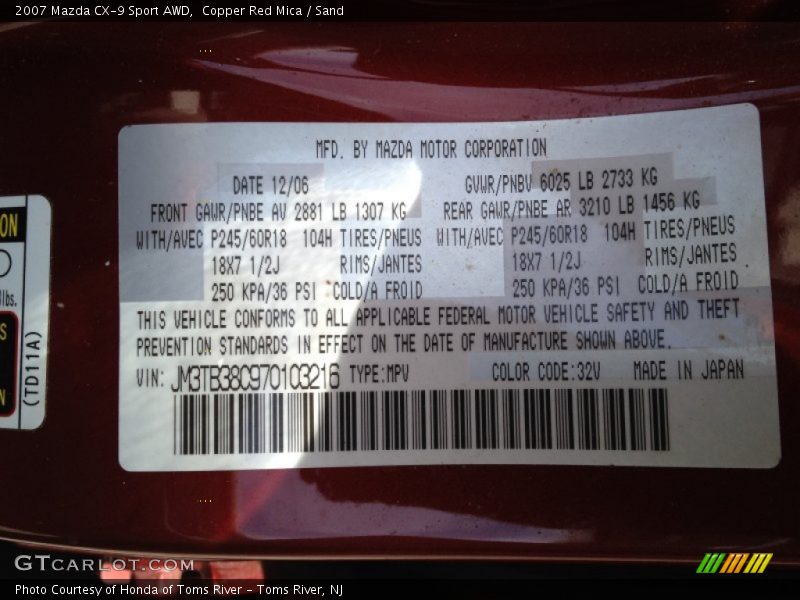 2007 Mazda CX-9 Sport AWD,  Copper Red Mica / Sand
MFD. BY MAZDA MOTOR CORPORATION
DATE 12/06 GVWR/PNBV 6025 LB 2733 KG
FRONT GAWR/PNBE AV 2881 LB 1307 KG REAR GAWR/PNBE AR 3210 LB 1456 KG
WITH/AVEC P245/60R18 104H TIRES/PNEUS WITH/AVEC P245/60R18 104H TIRES/PNEUS
18X7 1/2J RIMS/JANTES 18X7 1/2J RIMS/JANTES
250 KPA/36 PSI COLD/A FROID 250 KPA/36 PSI COLD/A FROID
THIS VEHICLE CONFORMS TO ALL APPLICABLE FEDERAL MOTOR VEHICLE SAFETY AND THEFT
PREVENTION STANDARDS IN EFFECT ON THE DATE OF MANUFACTURE SHOWN ABOVE.
VIN: JM3TB38C970103216 TYPE:MPV COLOR CODE:32V MADE IN JAPAN
ON
lbs.
S
N
(TD11A)
GTCARLOT.COM
Photo Courtesy of Honda of Toms River - Toms River, NJ